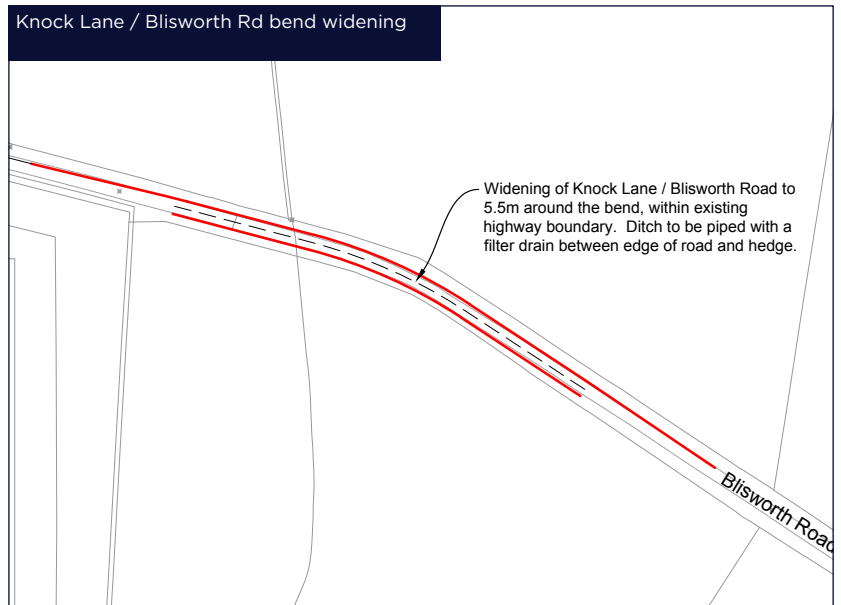 Knock Lane / Blisworth Rd bend widening
Widening of Knock Lane / Blisworth Road to
5.5m around the bend, within existing
highway boundary.  Ditch to be piped with a
filter drain between edge of road and hedge.
Blisworth Road